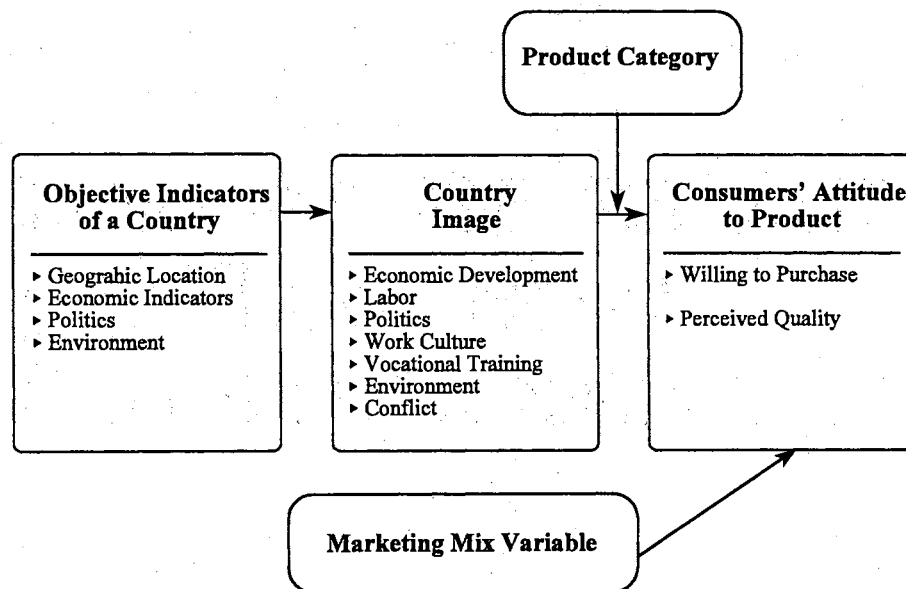 Product Category
Objective Indicators
of a Country
▸ Geograhic Location
▸ Economic Indicators
▸ Politics
▸ Environment
Country
Image
▸ Economic Development
▸ Labor
▸ Politics
▸ Work Culture
▸ Vocational Training
▸ Environment
▸ Conflict
Consumers' Attitude
to Product
▸ Willing to Purchase
▸ Perceived Quality
Marketing Mix Variable